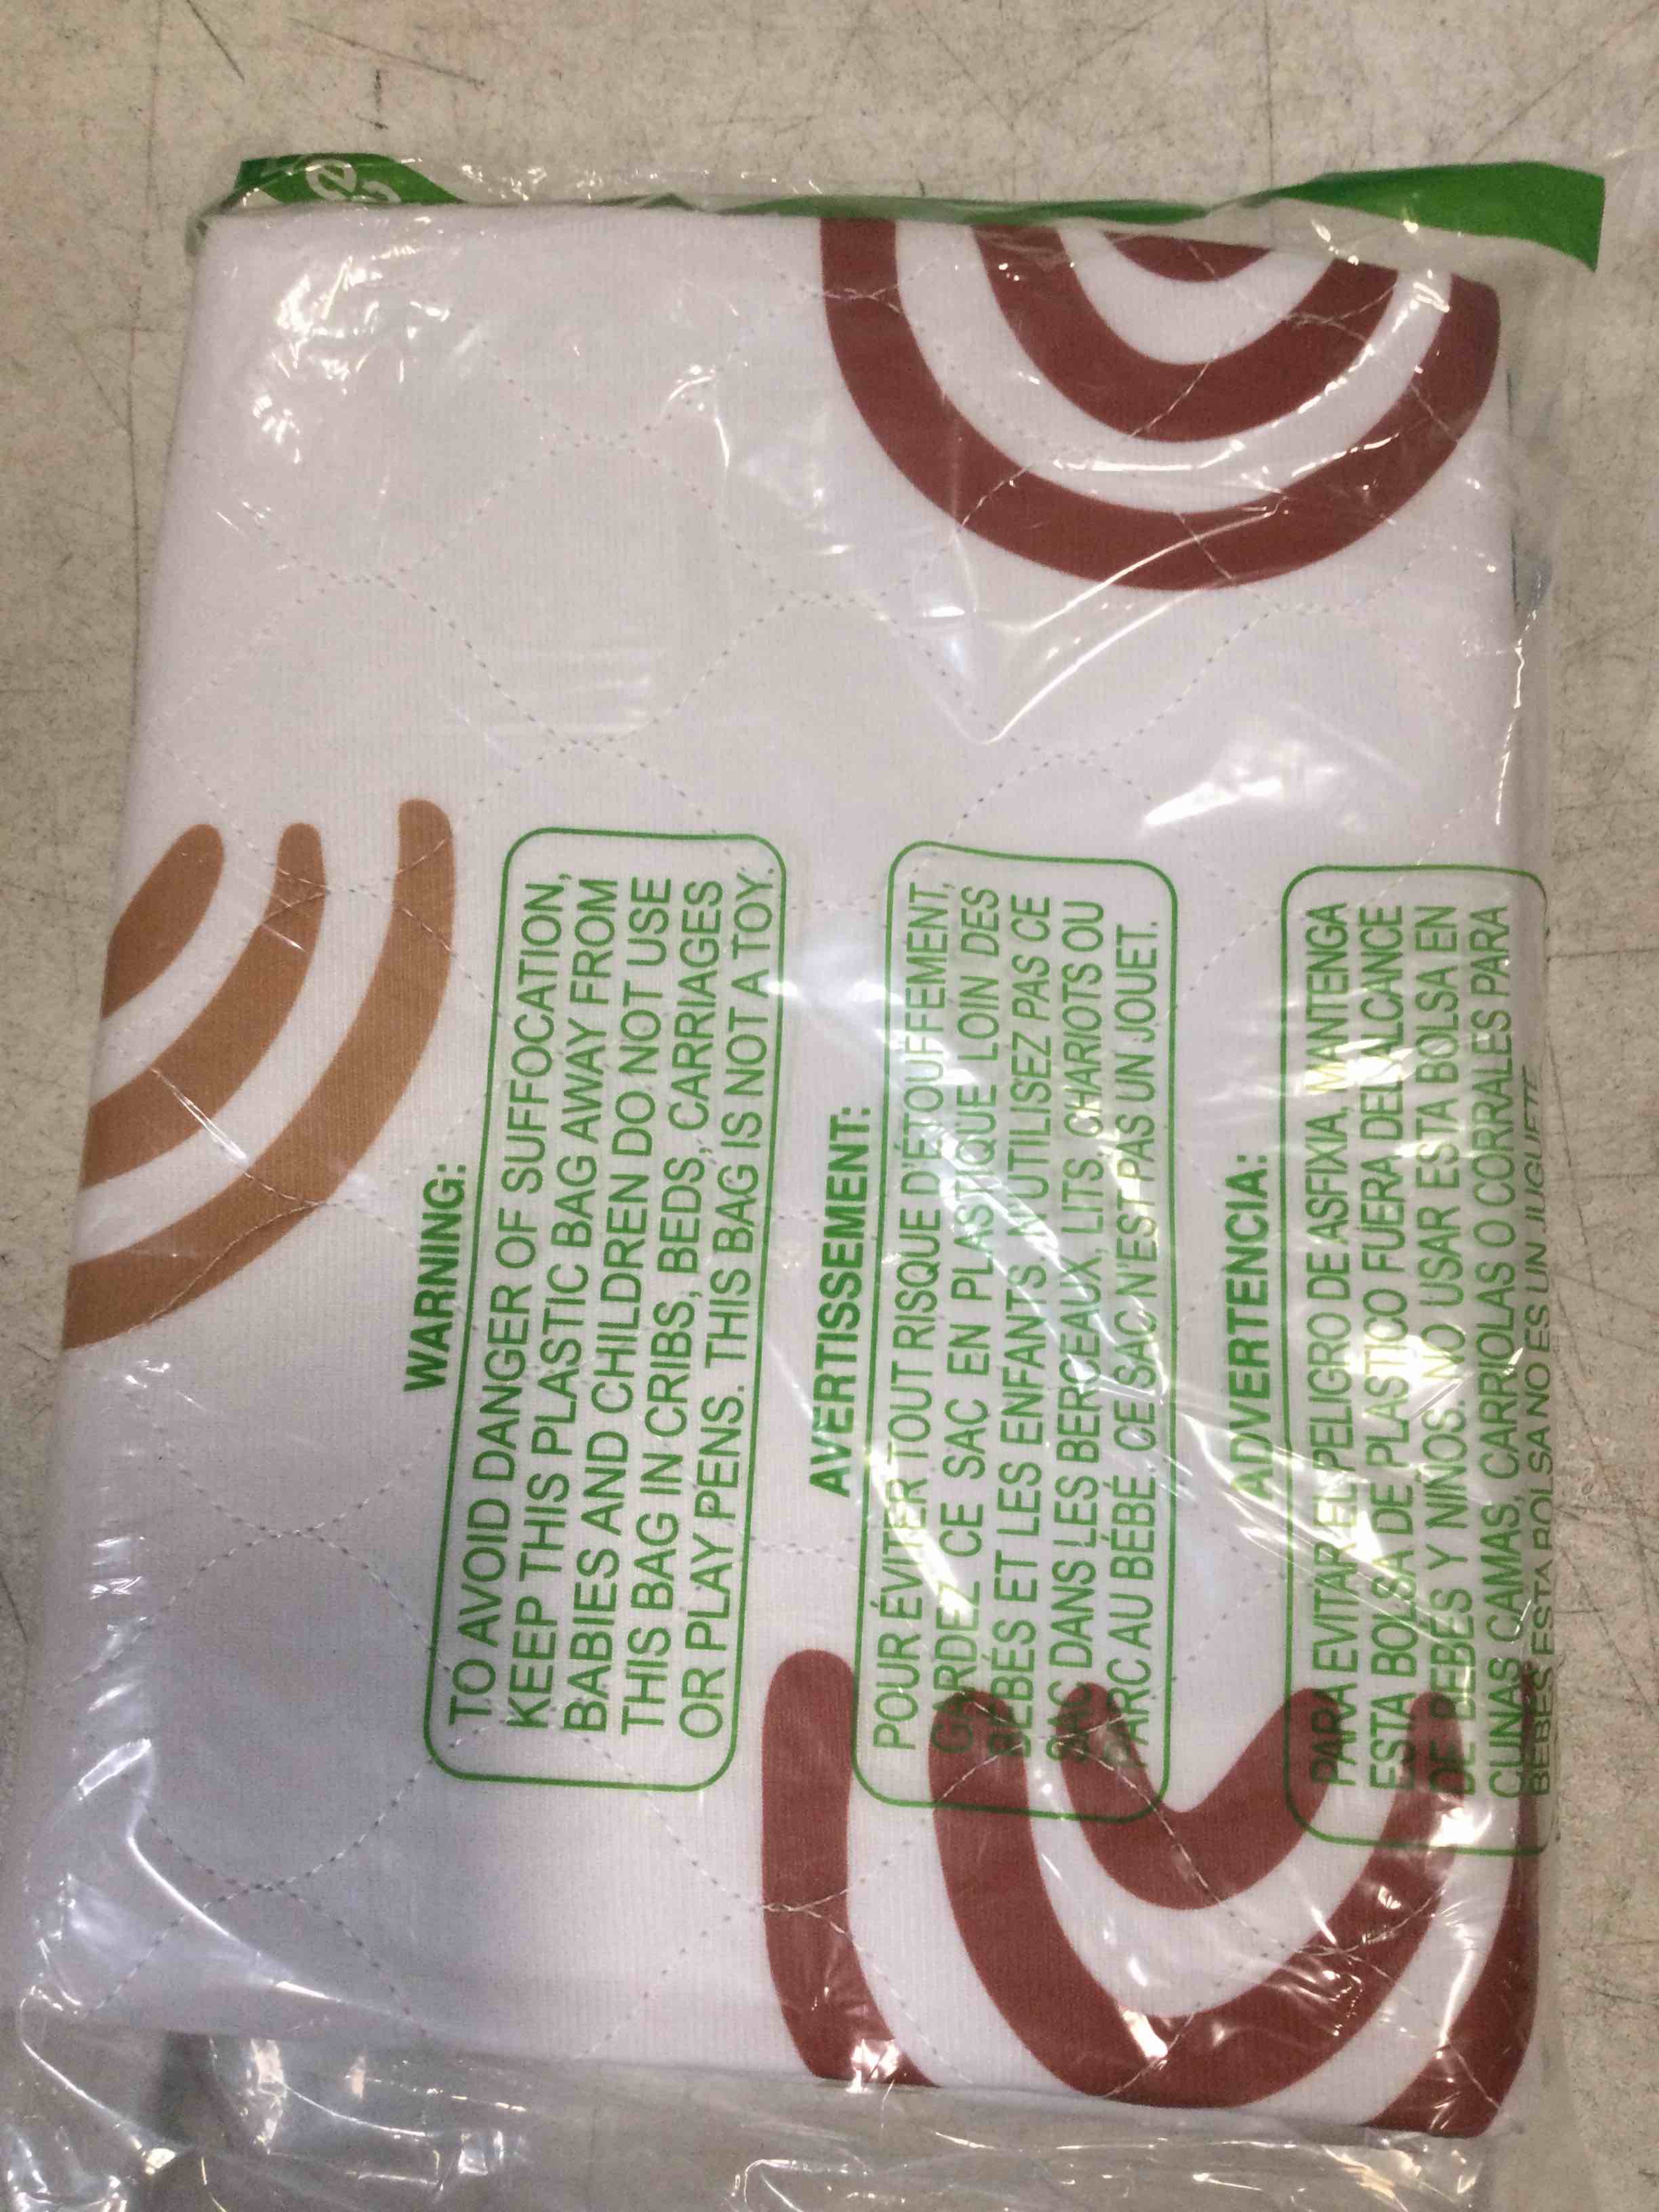 WARNING:
TO AVOID DANGER OF SUFFOCATION,
KEEP THIS PLASTIC BAG AWAY FROM
BABIES AND CHILDREN DO NOT USE
THIS BAG IN CRIBS, BEDS, CARRIAGES
OR PLAY PENS. THIS BAG IS NOT A TOY.
AVERTISSEMENT:
POUR ÉVITER TOUT RISQUE D'ÉTOUFFEMENT,
GARDEZ CE SAC EN PLASTIQUE LOIN DES
BÉBÉS ET LES ENFANTS. N'UTILISEZ PAS CE
SAC DANS LES BERCEAUX, LITS, CHARIOTS OU
PARC AU BÉBÉ. CE SAC N'EST PAS UN JOUET.
ADVERTENCIA:
PARA EVITAR EL PELIGRO DE ASFIXIA, MANTENGA
ESTA BOLSA DE PLASTICO FUERA DEL ALCANCE
DE BEBES Y NIÑOS. NO USAR ESTA BOLSA EN
CUNAS CAMAS, CARRIOLAS O CORRALES PARA
BEBES ESTA BOLSA NO ES UN JUGUETE